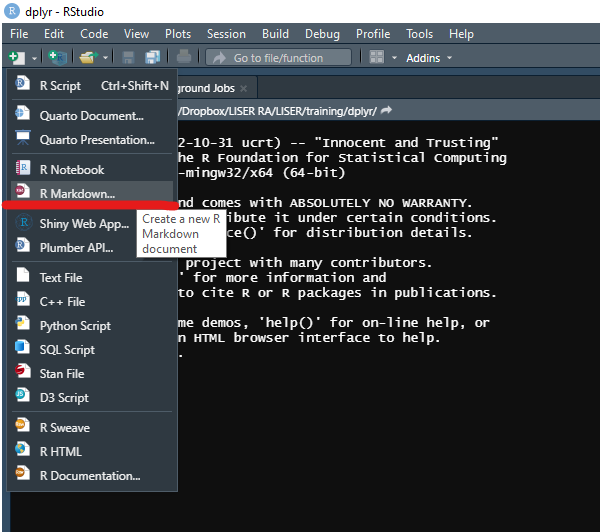 dplyr - RStudio
File Edit Code View Plots Session Build Debug Profile Tools Help
Go to file/function Addins
R Script Ctrl+Shift+N
Quarto Document...
Quarto Presentation...
R Notebook
R Markdown...
Shiny Web App...
Plumber API...
Text File
C++ File
Python Script
SQL Script
Stan File
D3 Script
R Sweave
R HTML
R Documentation...
Create a new R
Markdown
document
ground Jobs
/Dropbox/LISER RA/LISER/training/dplyr/
2-10-31 ucrt) -- "Innocent and Trusting"
he R Foundation for Statistical Computing
-mingw32/x64 (64-bit)
nd comes with ABSOLUTELY NO WARRANTY.
ribute it under certain conditions.
ce()' for distribution details.
project with many contributors.
' for more information and
to cite R or R packages in publications.
me demos, 'help()' for on-line help, or
n HTML browser interface to help.
.